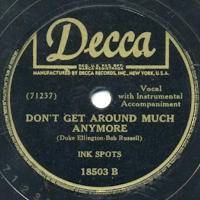 Decca
REG. U.S. PAT. OFF.
MANUFACTURED BY DECCA RECORDS, INC., NEW YORK, U.S.A.
(71237)
Vocal
with Instrumental
Accompaniment
DON'T GET AROUND MUCH
ANYMORE
(Duke Ellington-Bob Russell)
INK SPOTS
18503 B